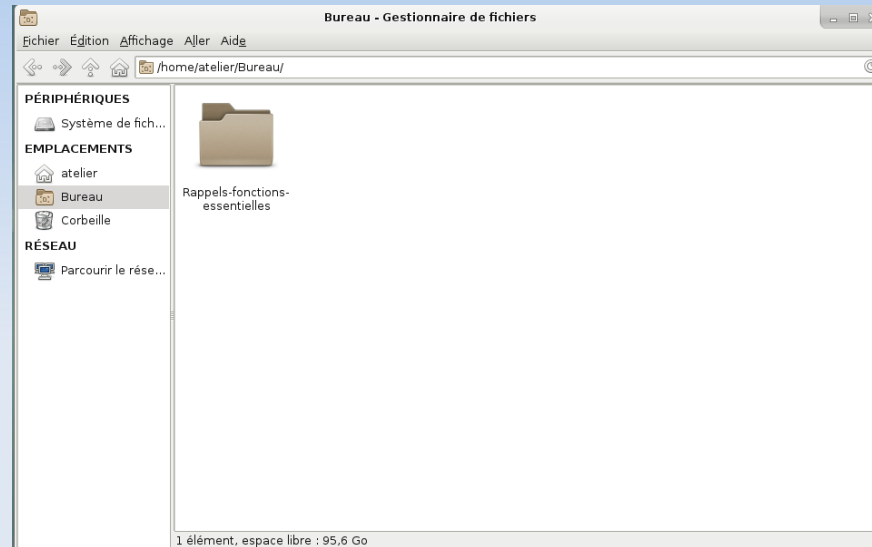 Bureau - Gestionnaire de fichiers
Fichier Édition Affichage Aller Aide
/home/atelier/Bureau/
PÉRIPHÉRIQUES
Système de fich...
EMPLACEMENTS
atelier
Bureau
Corbeille
RÉSEAU
Parcourir le rése...
Rappels-fonctions-
essentielles
1 élément, espace libre : 95,6 Go